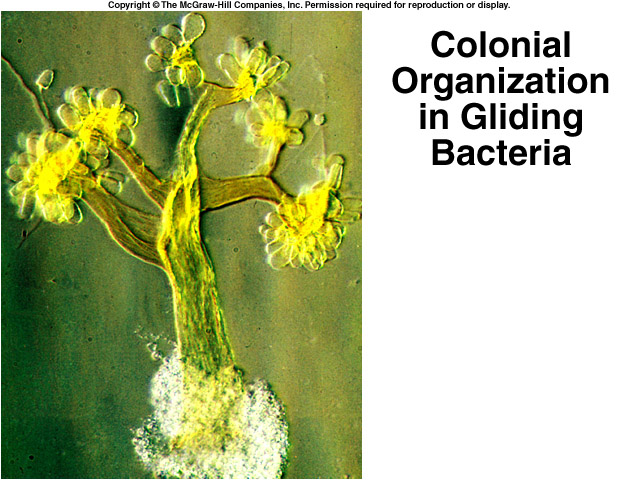 Copyright © The McGraw-Hill Companies, Inc. Permission required for reproduction or display.
Colonial
Organization
in Gliding
Bacteria